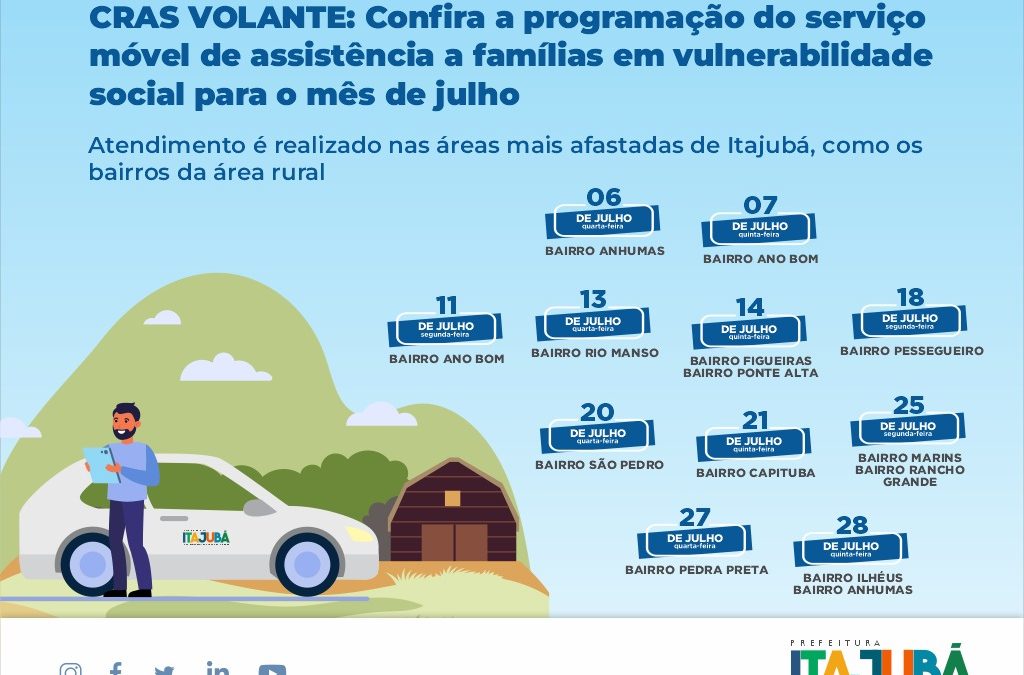 CRAS VOLANTE: Confira a programação do serviço
móvel de assistência a famílias em vulnerabilidade
social para o mês de julho
Atendimento é realizado nas áreas mais afastadas de Itajubá, como os
bairros da área rural
06
DE JULHO
quarta-feira
BAIRRO ANHUMAS
07
DE JULHO
quinta-feira
BAIRRO ANO BOM
11
DE JULHO
segunda-feira
BAIRRO ANO BOM
13
DE JULHO
quarta-feira
BAIRRO RIO MANSO
14
DE JULHO
quinta-feira
BAIRRO FIGUEIRAS
BAIRRO PONTE ALTA
18
DE JULHO
segunda-feira
BAIRRO PESSEGUEIRO
20
DE JULHO
quarta-feira
BAIRRO SÃO PEDRO
21
DE JULHO
quinta-feira
BAIRRO CAPITUBA
25
DE JULHO
segunda-feira
BAIRRO MARINS
BAIRRO RANCHO
GRANDE
27
DE JULHO
quarta-feira
BAIRRO PEDRA PRETA
28
DE JULHO
quinta-feira
BAIRRO ILHÉUS
BAIRRO ANHUMAS
ITAJUBÁ
PREFEITURA
ITAJUBÁ